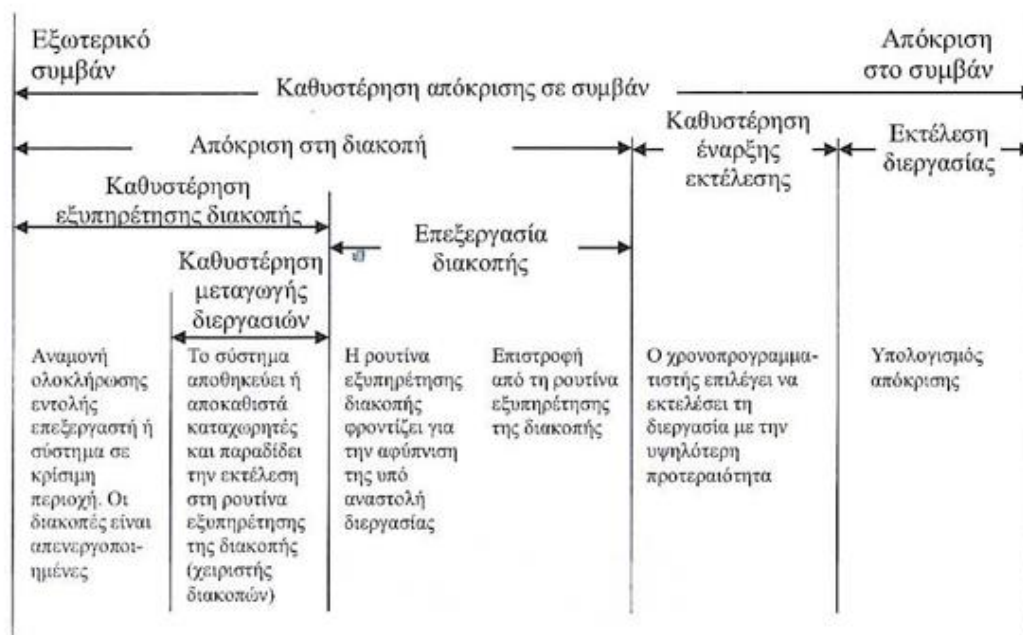 Εξωτερικό
συμβάν
Απόκριση
στο συμβάν
Καθυστέρηση απόκρισης σε συμβάν
Απόκριση στη διακοπή
Καθυστέρηση
έναρξης
εκτέλεσης
Εκτέλεση
διεργασίας
Καθυστέρηση
εξυπηρέτησης διακοπής
Επεξεργασία
διακοπής
Καθυστέρηση
μεταγωγής
διεργασιών
Αναμονή
ολοκλήρωσης
εντολής
επεξεργαστή ή
σύστημα σε
κρίσιμη
περιοχή. Οι
διακοπές είναι
απενεργοποι-
ημένες
Το σύστημα
αποθηκεύει ή
αποκαθιστά
καταχωρητές
και παραδίδει
την εκτέλεση
στη ρουτίνα
εξυπηρέτησης
της διακοπής
(χειριστής
διακοπών)
Η ρουτίνα
εξυπηρέτησης
διακοπής
φροντίζει για
την αφύπνιση
της υπό
αναστολή
διεργασίας
Επιστροφή
από τη ρουτίνα
εξυπηρέτησης
της διακοπής
Ο χρονοπρογραμμα-
τιστής επιλέγει να
εκτελέσει τη
διεργασία με την
υψηλότερη
προτεραιότητα
Υπολογισμός
απόκρισης